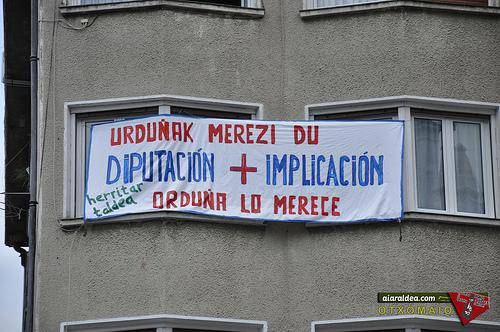 URDUÑAK MEREZI DU
DIPUTACIÓN + IMPLICACIÓN
herritar
taldea
ORDUÑA LO MERECE
aiaraldea.com
OTXOMAIO